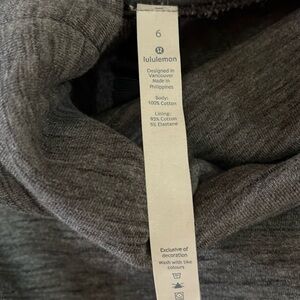 6
lululemon
Designed in
Vancouver
Made in
Philippines
Body:
100% Cotton
Lining:
95% Cotton
5% Elastane
Exclusive of
decoration
Wash with like
colours